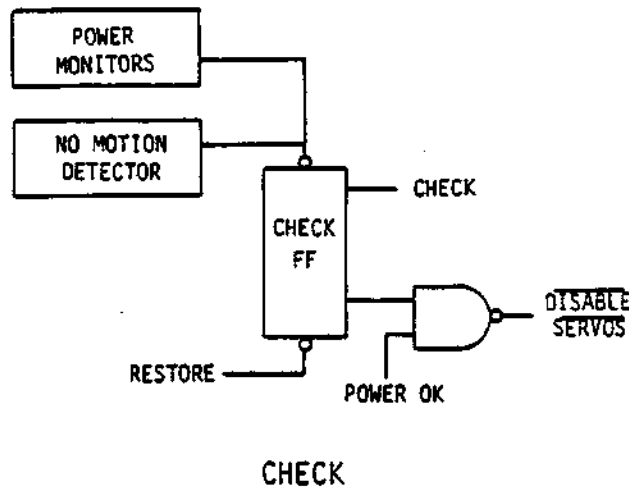 POWER
MONITORS
NO MOTION
DETECTOR
CHECK
CHECK
FF
DISABLE
SERVOS
RESTORE
POWER OK
CHECK